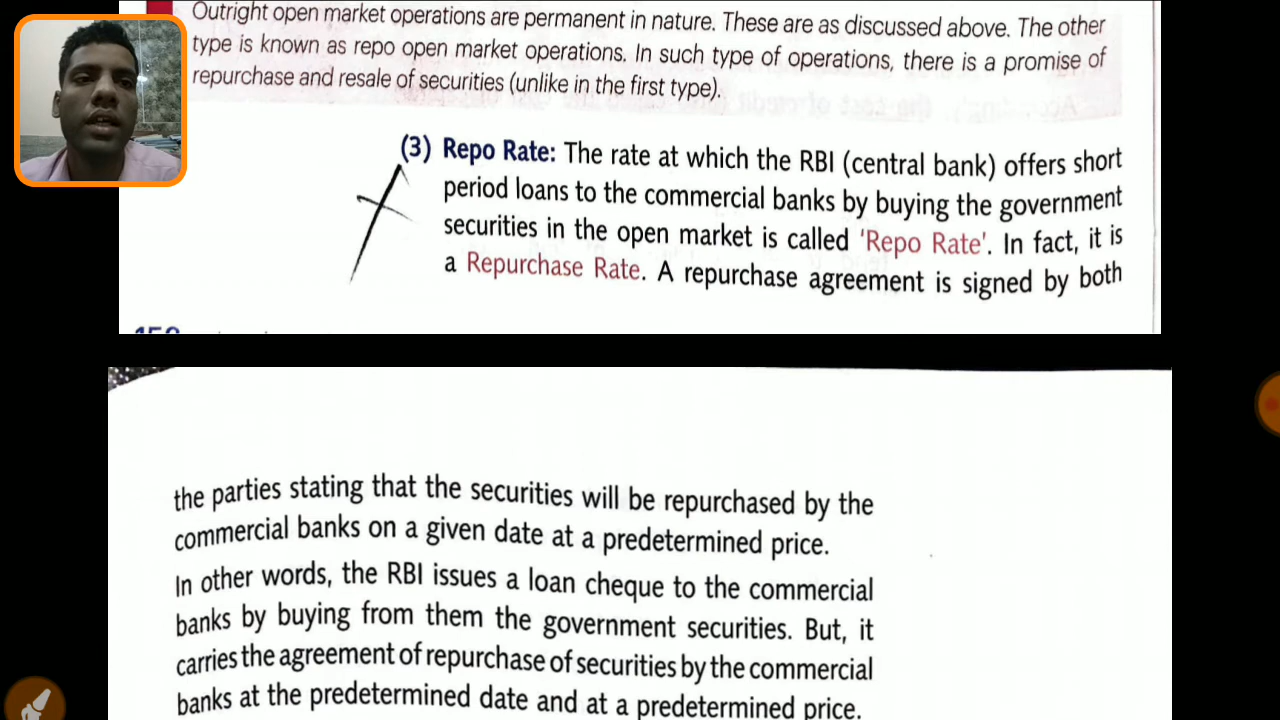 Outright open market operations are permanent in nature. These are as discussed above. The other
type is known as repo open market operations. In such type of operations, there is a promise of
repurchase and resale of securities (unlike in the first type).
(3) Repo Rate: The rate at which the RBI (central bank) offers short
period loans to the commercial banks by buying the government
securities in the open market is called 'Repo Rate'. In fact, it is
a Repurchase Rate. A repurchase agreement is signed by both
the parties stating that the securities will be repurchased by the
commercial banks on a given date at a predetermined price.
In other words, the RBI issues a loan cheque to the commercial
banks by buying from them the government securities. But, it
carries the agreement of repurchase of securities by the commercial
banks at the predetermined date and at a predetermined price.